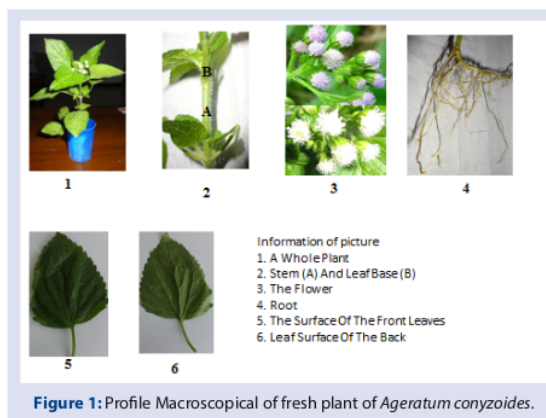 1
B
A
2
3
4
5
6
Information of picture
1. A Whole Plant
2. Stem (A) And Leaf Base (B)
3. The Flower
4. Root
5. The Surface Of The Front Leaves
6. Leaf Surface Of The Back
Figure 1: Profile Macroscopical of fresh plant of Ageratum conyzoides.